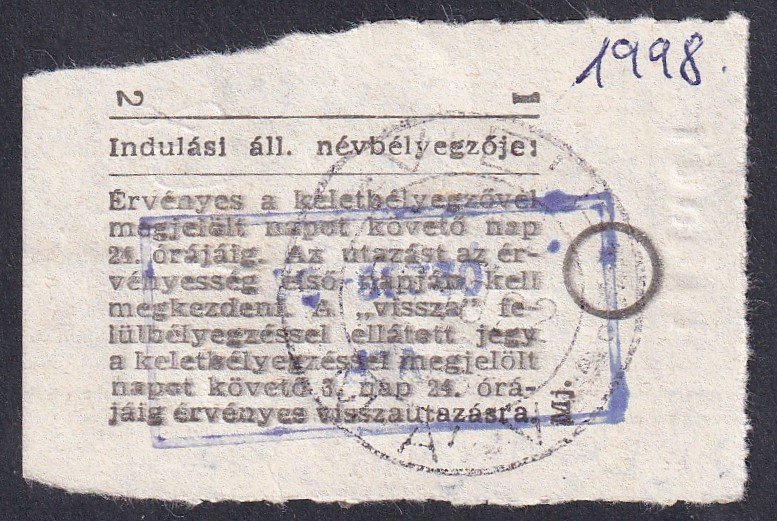 1998.
2 1
Indulási áll. névbélyegzője:
Érvényes a keletbélyegzővel
megjelölt napot követő nap
24. órájáig. Az utazást az ér-
vényesség első napján kell
megkezdeni. A „vissza” fe-
lülbélyegzéssel ellátott jegy
a keletbélyegzéssel megjelölt
napot követő 3. nap 24. órá-
jáig érvényes visszautazásra.
Mj.